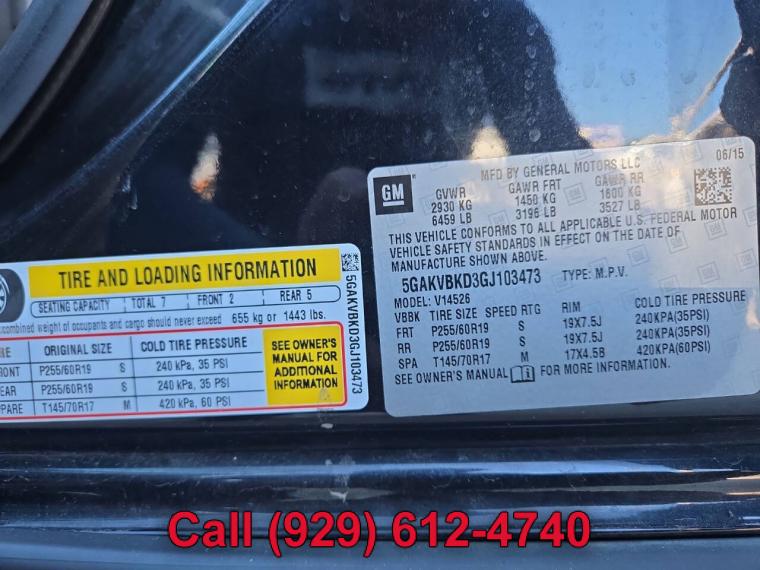 TIRE AND LOADING INFORMATION
SEATING CAPACITY TOTAL 7 FRONT 2 REAR 5
combined weight of occupants and cargo should never exceed 655 kg or 1443 lbs.
ORIGINAL SIZE COLD TIRE PRESSURE
P255/60R19 S 240 kPa, 35 PSI
P255/60R19 S 240 kPa, 35 PSI
T145/70R17 M 420 kPa, 60 PSI
SEE OWNER'S
MANUAL FOR
ADDITIONAL
INFORMATION
5GAKVBKD3GJ103473
GM
MFD BY GENERAL MOTORS LLC 06/15
GVWR GAWR FRT GAWR RR
2930 KG 1450 KG 1600 KG
6459 LB 3196 LB 3527 LB
THIS VEHICLE CONFORMS TO ALL APPLICABLE U.S. FEDERAL MOTOR
VEHICLE SAFETY STANDARDS IN EFFECT ON THE DATE OF
MANUFACTURE SHOWN ABOVE.
5GAKVBKD3GJ103473 TYPE: M.P.V.
MODEL: V14526
VBBK TIRE SIZE SPEED RTG RIM COLD TIRE PRESSURE
FRT P255/60R19 S 19X7.5J 240KPA(35PSI)
RR P255/60R19 S 19X7.5J 240KPA(35PSI)
SPA T145/70R17 M 17X4.5B 420KPA(60PSI)
SEE OWNER'S MANUAL FOR MORE INFORMATION.
Call (929) 612-4740